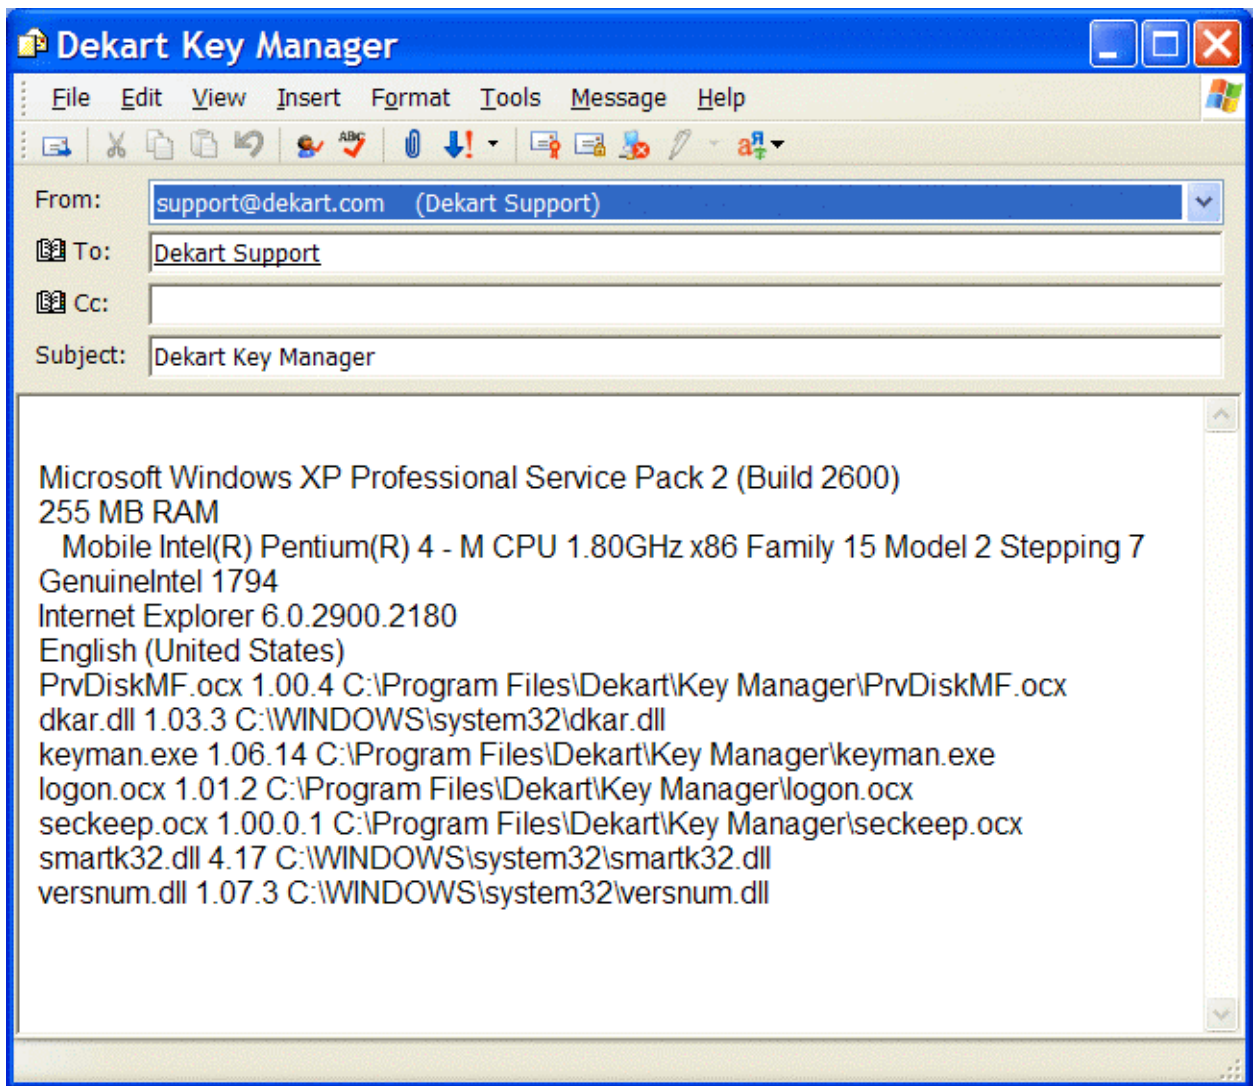 Dekart Key Manager
File Edit View Insert Format Tools Message Help
ABC
From: support@dekart.com (Dekart Support)
To: Dekart Support
Cc:
Subject: Dekart Key Manager
Microsoft Windows XP Professional Service Pack 2 (Build 2600)
255 MB RAM
Mobile Intel(R) Pentium(R) 4 - M CPU 1.80GHz x86 Family 15 Model 2 Stepping 7
GenuineIntel 1794
Internet Explorer 6.0.2900.2180
English (United States)
PrvDiskMF.ocx 1.00.4 C:\Program Files\Dekart\Key Manager\PrvDiskMF.ocx
dkar.dll 1.03.3 C:\WINDOWS\system32\dkar.dll
keyman.exe 1.06.14 C:\Program Files\Dekart\Key Manager\keyman.exe
logon.ocx 1.01.2 C:\Program Files\Dekart\Key Manager\logon.ocx
seckeep.ocx 1.00.0.1 C:\Program Files\Dekart\Key Manager\seckeep.ocx
smartk32.dll 4.17 C:\WINDOWS\system32\smartk32.dll
versnum.dll 1.07.3 C:\WINDOWS\system32\versnum.dll